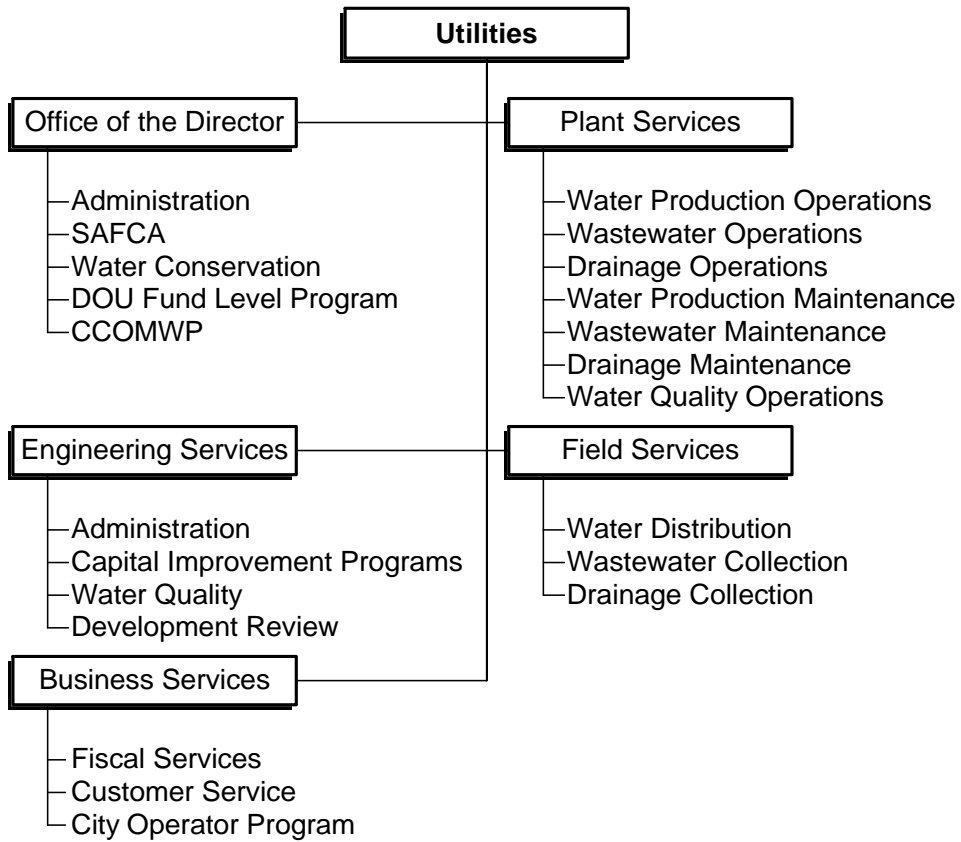 Utilities
Office of the Director
Administration
SAFCA
Water Conservation
DOU Fund Level Program
CCOMWP
Plant Services
Water Production Operations
Wastewater Operations
Drainage Operations
Water Production Maintenance
Wastewater Maintenance
Drainage Maintenance
Water Quality Operations
Engineering Services
Administration
Capital Improvement Programs
Water Quality
Development Review
Field Services
Water Distribution
Wastewater Collection
Drainage Collection
Business Services
Fiscal Services
Customer Service
City Operator Program